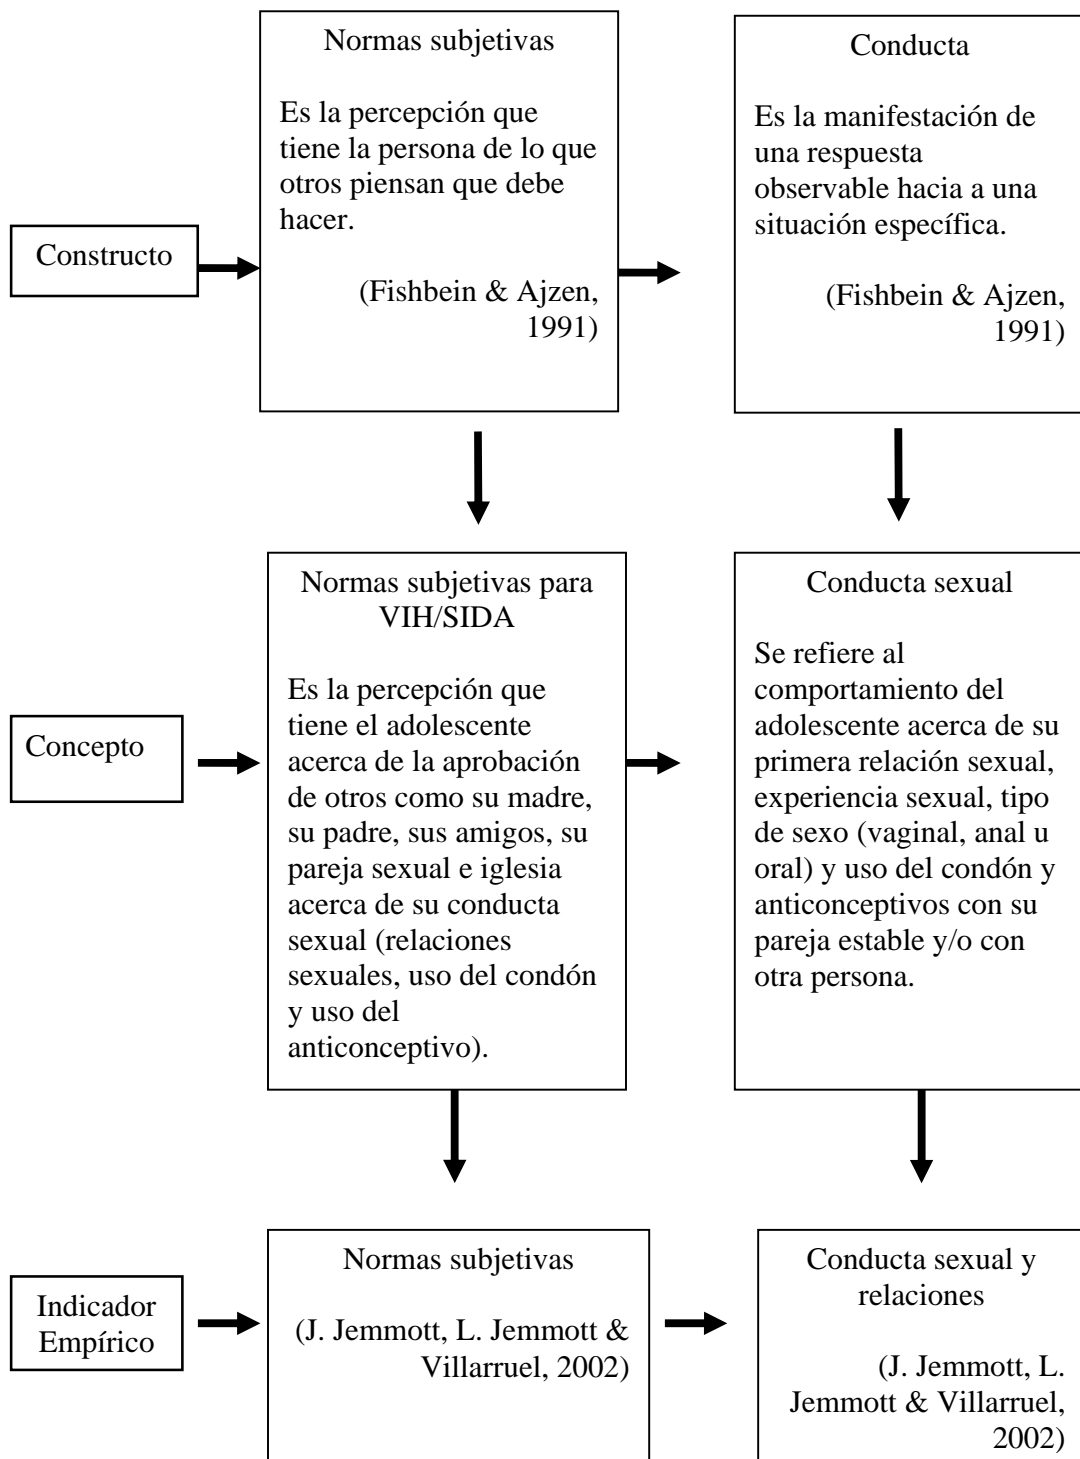 Normas subjetivas
Es la percepción que
tiene la persona de lo que
otros piensan que debe
hacer.
(Fishbein & Ajzen,
1991)
Conducta
Es la manifestación de
una respuesta
observable hacia a una
situación específica.
(Fishbein & Ajzen,
1991)
Constructo
Normas subjetivas para
VIH/SIDA
Es la percepción que
tiene el adolescente
acerca de la aprobación
de otros como su madre,
su padre, sus amigos, su
pareja sexual e iglesia
acerca de su conducta
sexual (relaciones
sexuales, uso del condón
y uso del
anticonceptivo).
Conducta sexual
Se refiere al
comportamiento del
adolescente acerca de su
primera relación sexual,
experiencia sexual, tipo
de sexo (vaginal, anal u
oral) y uso del condón y
anticonceptivos con su
pareja estable y/o con
otra persona.
Concepto
Normas subjetivas
(J. Jemmott, L. Jemmott &
Villarruel, 2002)
Conducta sexual y
relaciones
(J. Jemmott, L.
Jemmott & Villarruel,
2002)
Indicador
Empírico